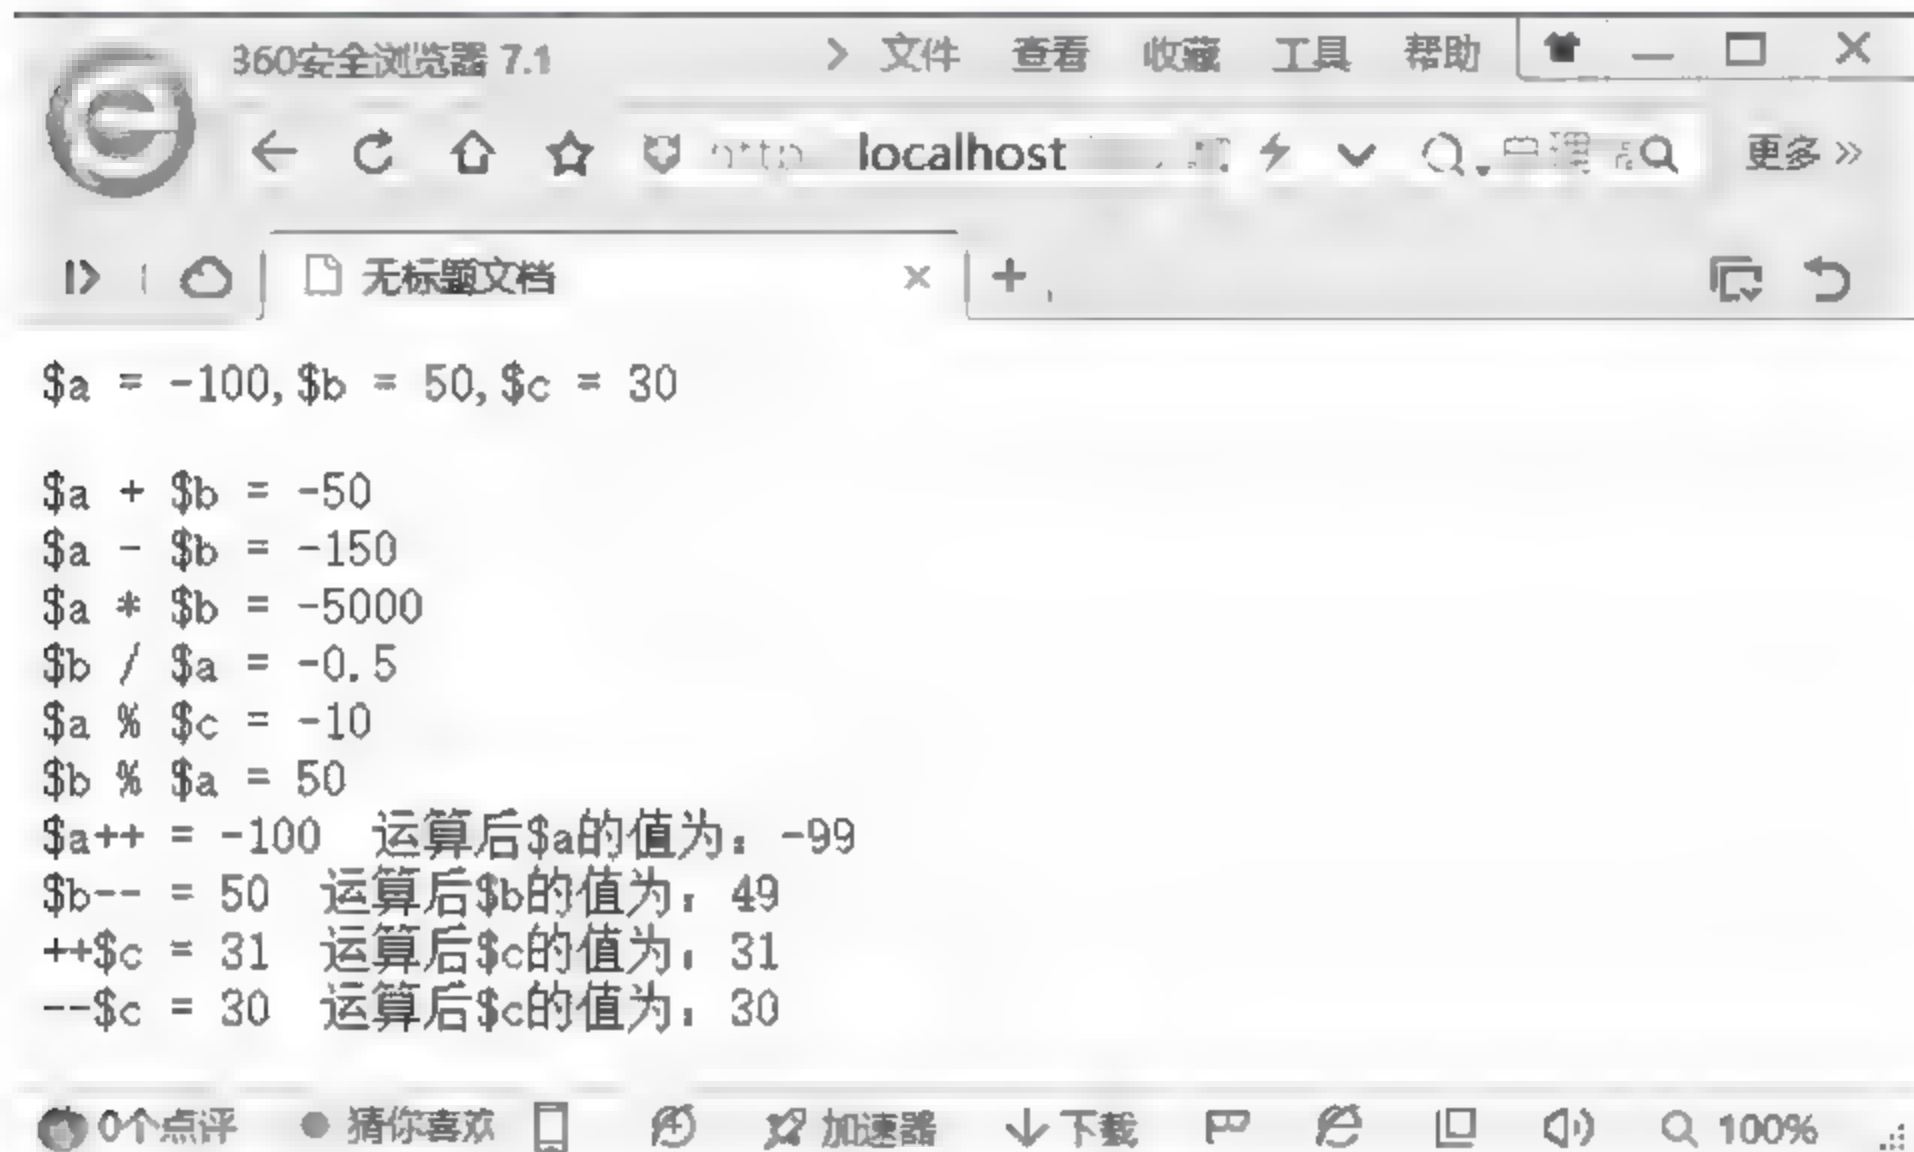 360安全浏览器 7.1 文件 查看 收藏 工具 帮助
localhost 更多
无标题文档
$a = -100,$b = 50,$c = 30
$a + $b = -50
$a - $b = -150
$a * $b = -5000
$b / $a = -0.5
$a % $c = -10
$b % $a = 50
$a++ = -100 运算后$a的值为：-99
$b-- = 50 运算后$b的值为：49
++$c = 31 运算后$c的值为：31
--$c = 30 运算后$c的值为：30
0个点评 猜你喜欢 加速器 下载 100%